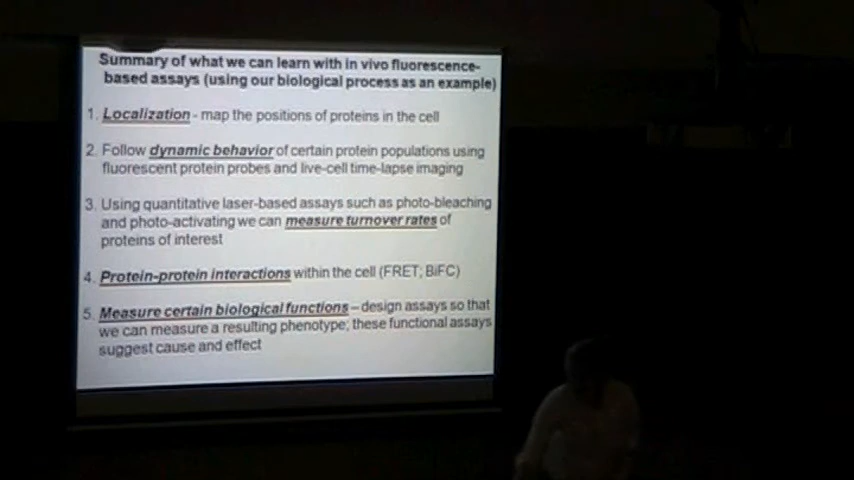 Summary of what we can learn with in vivo fluorescence-
based assays (using our biological process as an example)
1. Localization - map the positions of proteins in the cell
2. Follow dynamic behavior of certain protein populations using
fluorescent protein probes and live-cell time-lapse imaging
3. Using quantitative laser-based assays such as photo-bleaching
and photo-activating we can measure turnover rates of
proteins of interest
4. Protein-protein interactions within the cell (FRET; BiFC)
5. Measure certain biological functions – design assays so that
we can measure a resulting phenotype; these functional assays
suggest cause and effect